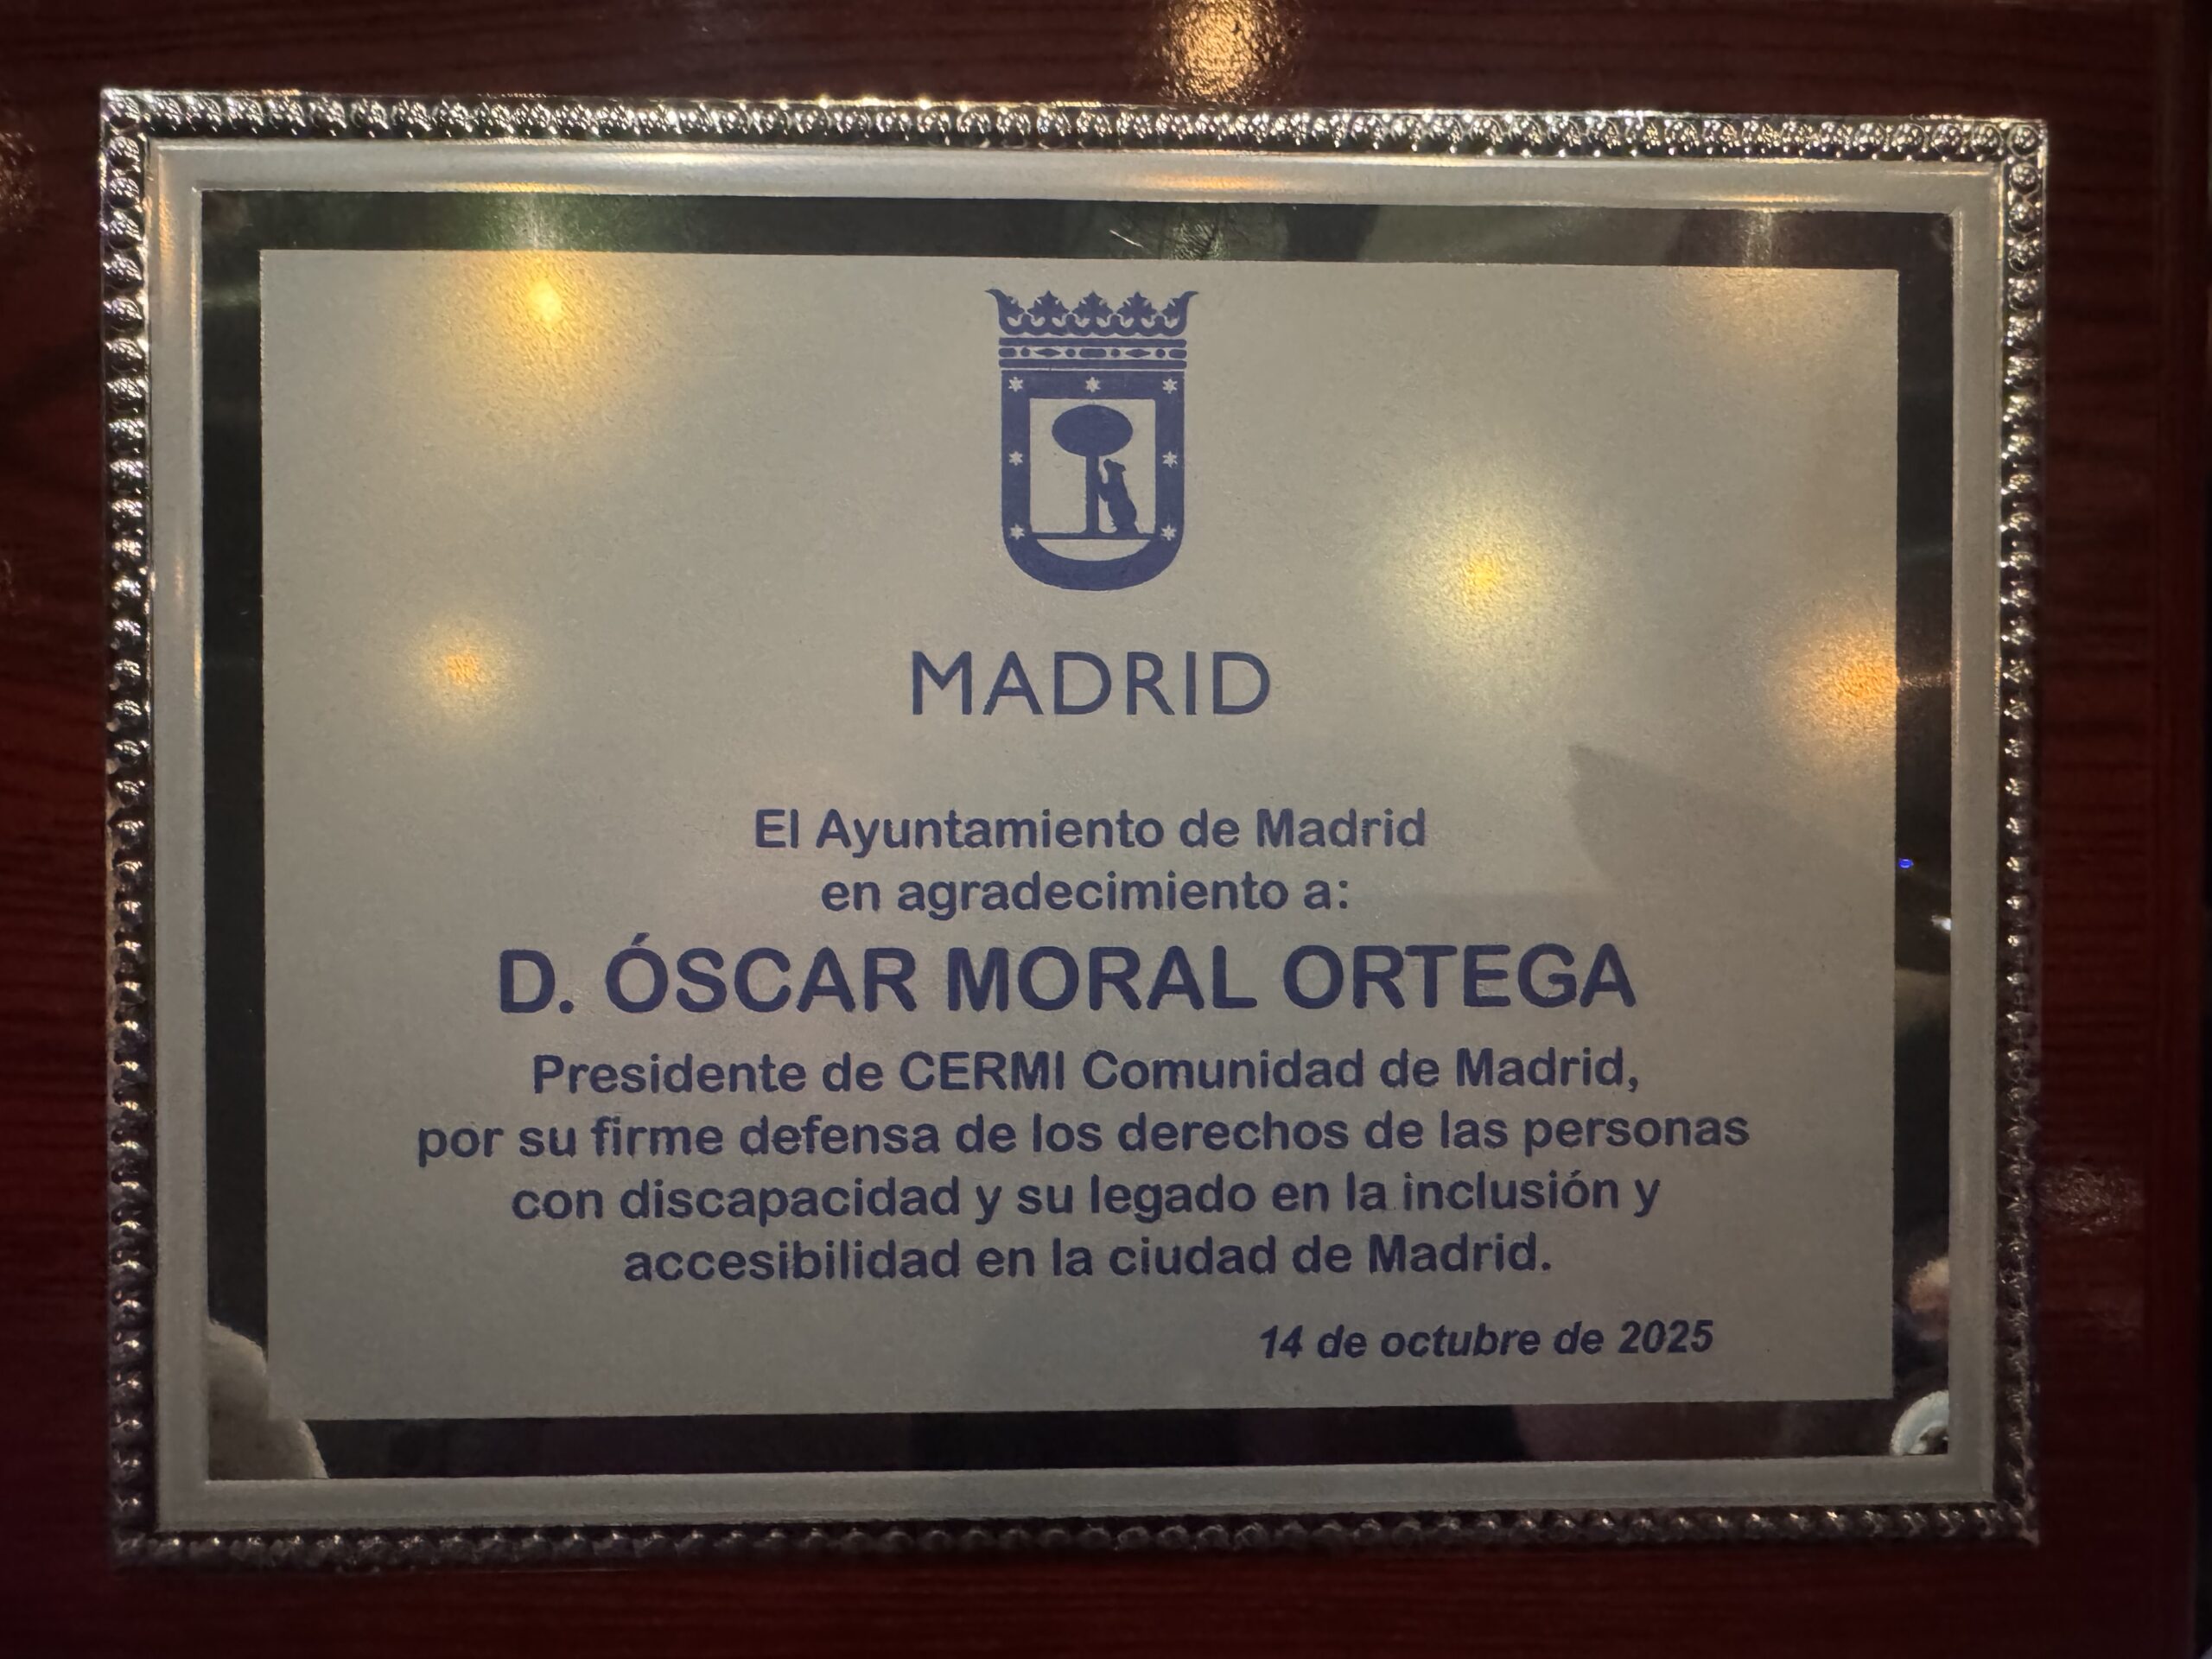 MADRID
El Ayuntamiento de Madrid
en agradecimiento a:
D. ÓSCAR MORAL ORTEGA
Presidente de CERMI Comunidad de Madrid,
por su firme defensa de los derechos de las personas
con discapacidad y su legado en la inclusión y
accesibilidad en la ciudad de Madrid.
14 de octubre de 2025